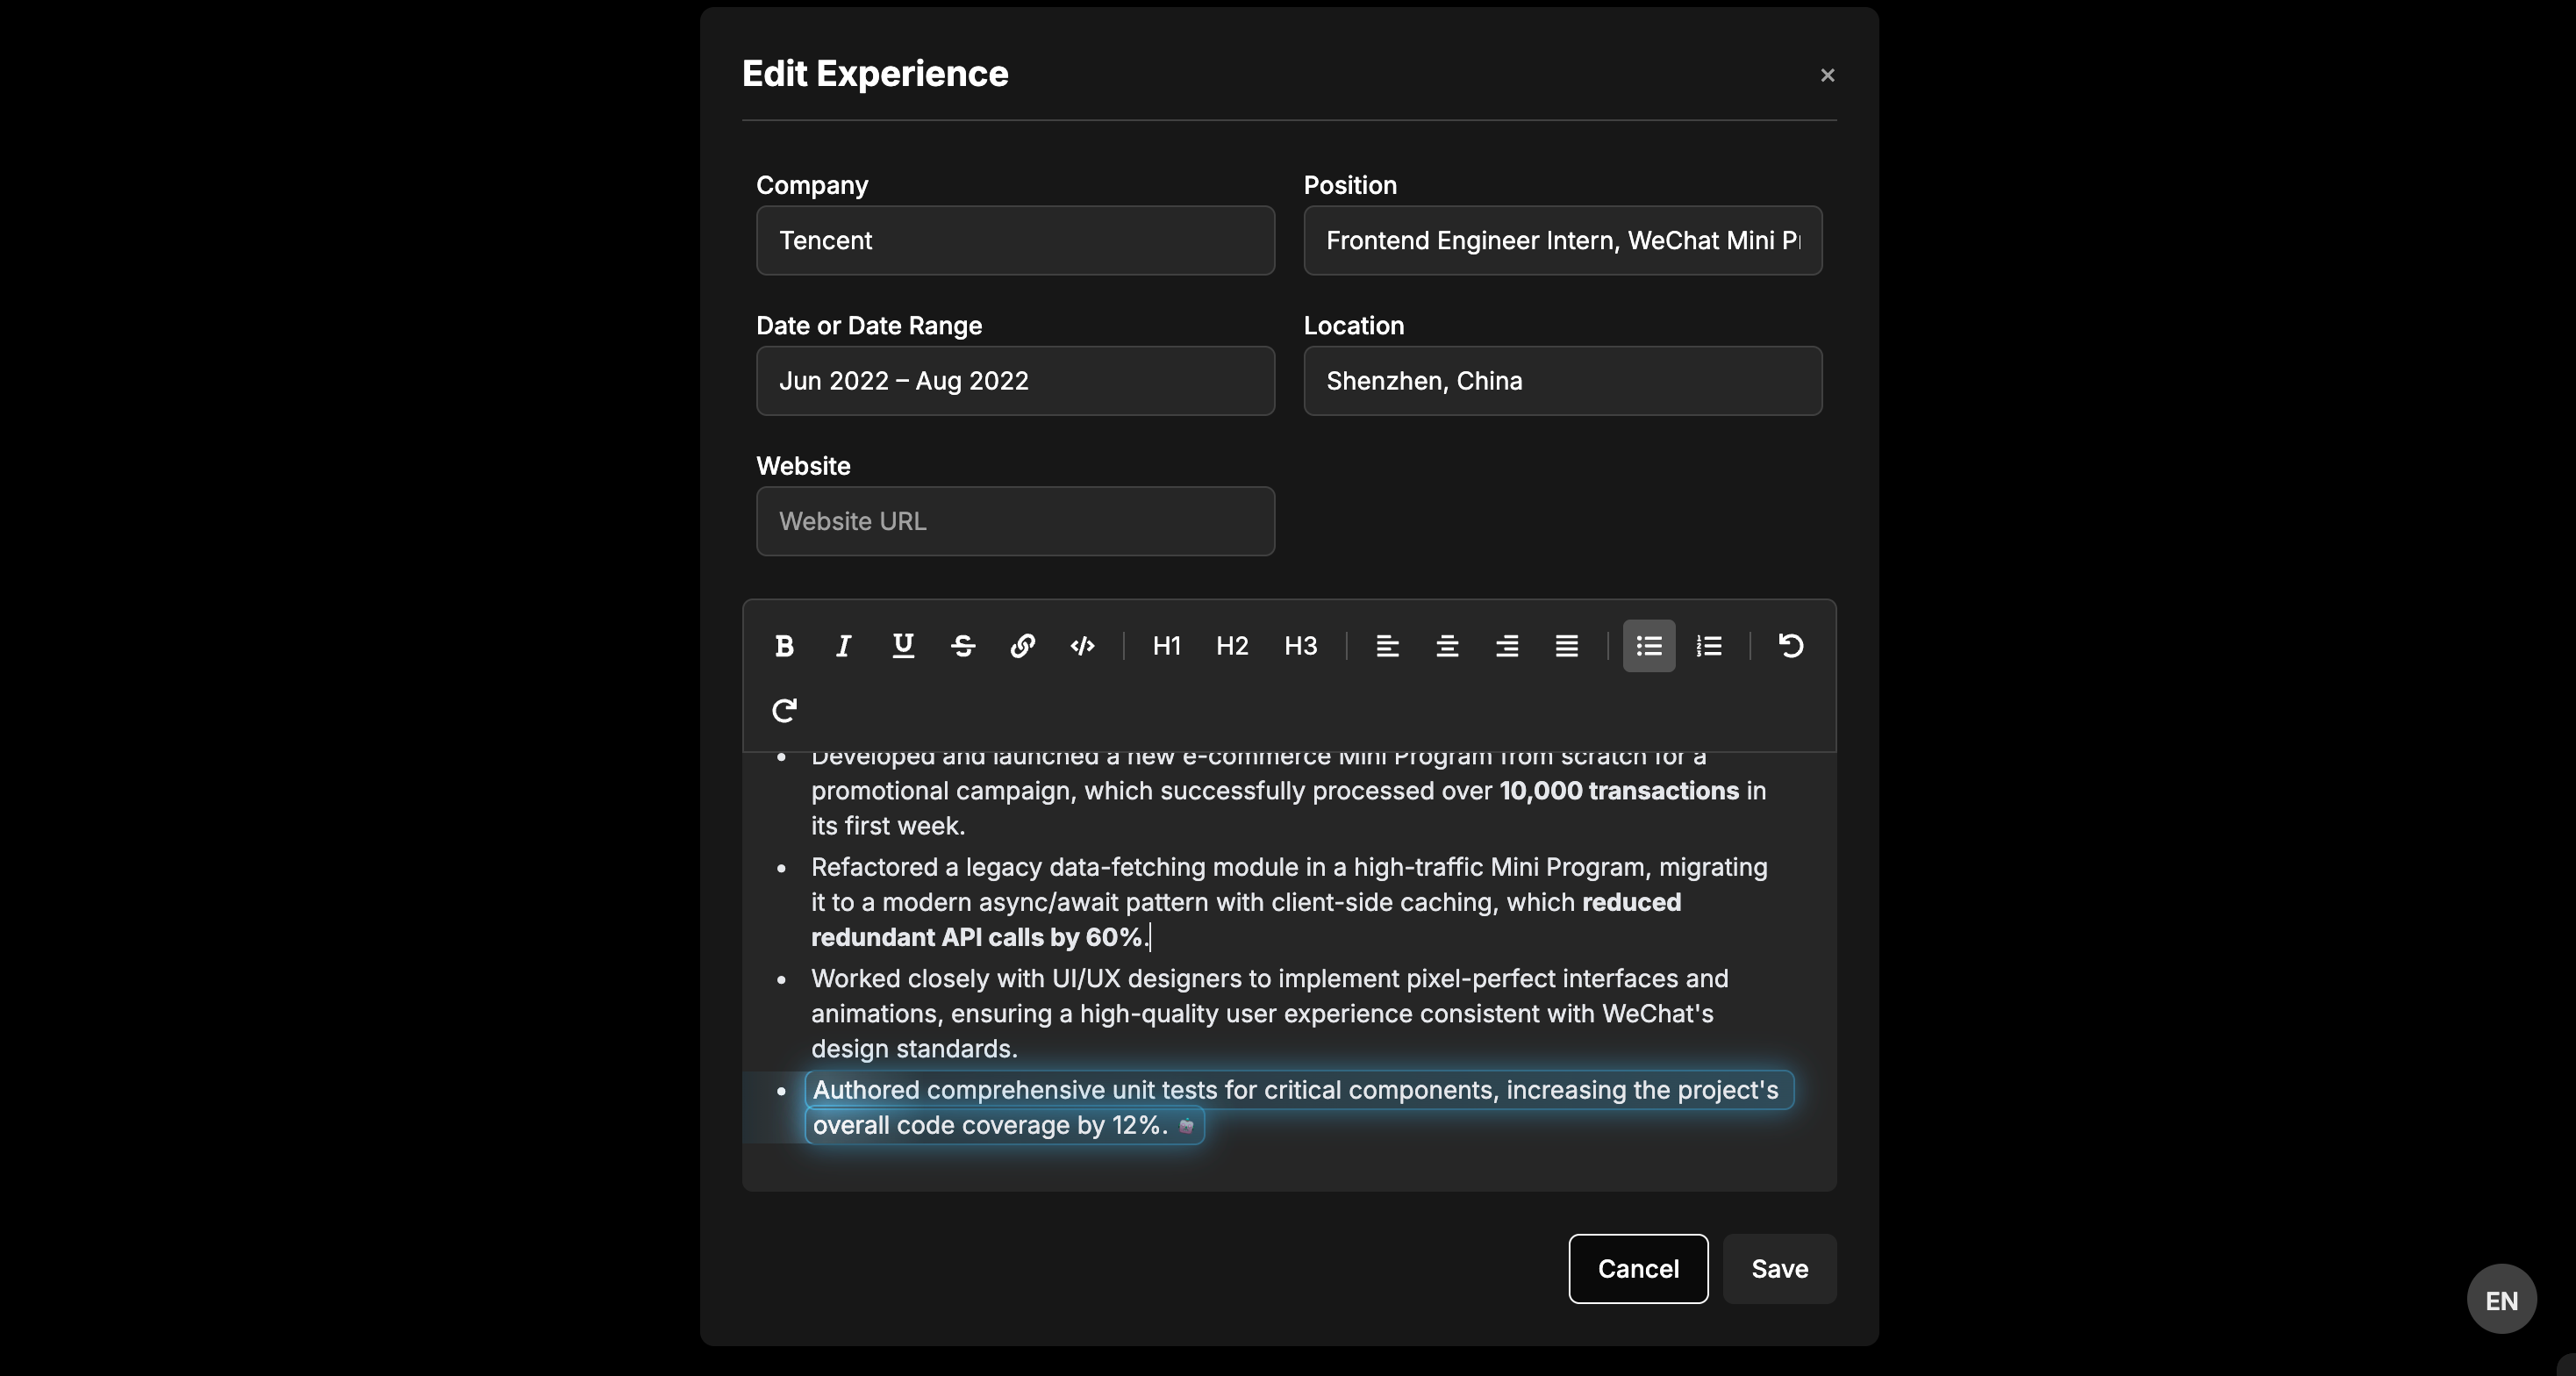 Edit Experience
×
Company
Position
Tencent
Frontend Engineer Intern, WeChat Mini
Date or Date Range
Location
Jun 2022 – Aug 2022
Shenzhen, China
Website
Website URL
B I U S </> H1 H2 H3
Developed and launched a new e-commerce Mini Program from scratch for a
promotional campaign, which successfully processed over 10,000 transactions in
its first week.
Refactored a legacy data-fetching module in a high-traffic Mini Program, migrating
it to a modern async/await pattern with client-side caching, which reduced
redundant API calls by 60%.
Worked closely with UI/UX designers to implement pixel-perfect interfaces and
animations, ensuring a high-quality user experience consistent with WeChat's
design standards.
Authored comprehensive unit tests for critical components, increasing the project's
overall code coverage by 12%.
Cancel
Save
EN